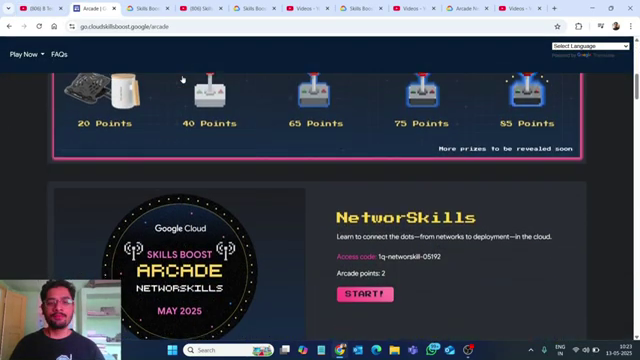 (806) S To
Arcade |
Skills Boo
(806) Skill
Skills Boo
Videos - Y
Skills Boo
Videos - Y
Arcade Ne
Videos - Y
go.cloudskillsboost.google/arcade
Play Now
FAQs
Select Language
Powered by Google Translate
20 Points
40 Points
65 Points
75 Points
85 Points
More prizes to be revealed soon
Google Cloud
SKILLS BOOST
ARCADE
NETWORSKILLS
MAY 2025
NetworSkills
Learn to connect the dots—from networks to deployment—in the cloud.
Access code: 1q-networskill-05192
Arcade points: 2
START!
Search
ENG
IN
10:23
13-05-2025